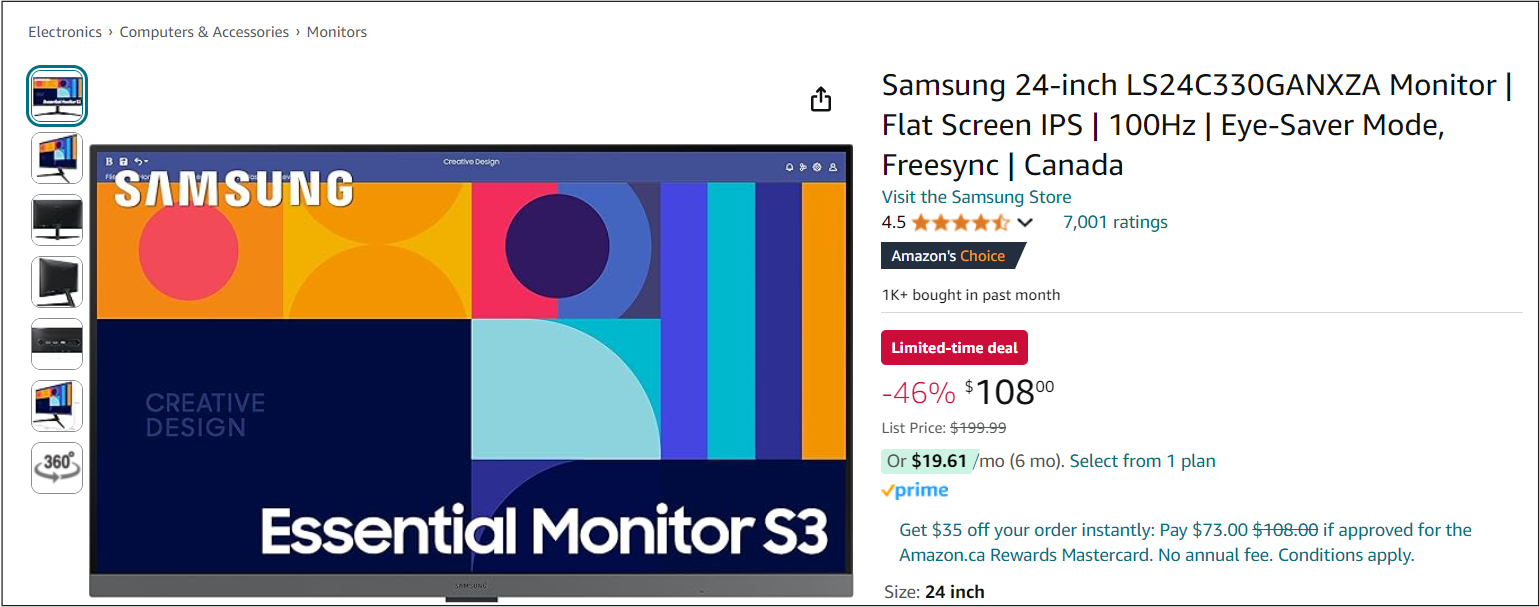 Electronics › Computers & Accessories › Monitors
Samsung 24-inch LS24C330GANXZA Monitor |
Flat Screen IPS | 100Hz | Eye-Saver Mode,
Freesync | Canada
Visit the Samsung Store
4.5 7,001 ratings
Amazon's Choice
1K+ bought in past month
Limited-time deal
-46% $108.00
List Price: $199.99
Or $19.61 /mo (6 mo). Select from 1 plan
prime
Get $35 off your order instantly: Pay $73.00 $108.00 if approved for the
Amazon.ca Rewards Mastercard. No annual fee. Conditions apply.
Size: 24 inch
B
Creative Design
SAMSUNG
CREATIVE
DESIGN
Essential Monitor S3
SAMSUNG
Essential Monitor S3
360°